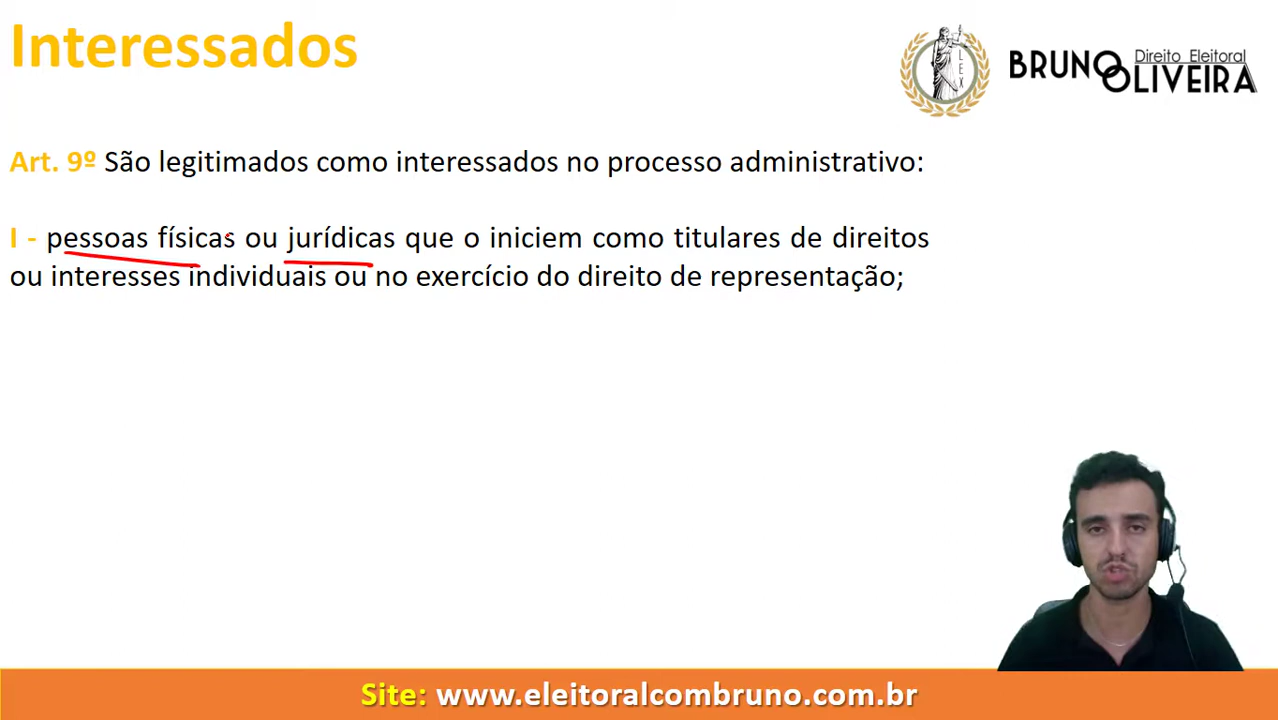 Interessados
LEX
Direito Eleitoral
BRUNO
OLIVEIRA
Art. 9º São legitimados como interessados no processo administrativo:
I - pessoas físicas ou jurídicas que o iniciem como titulares de direitos
ou interesses individuais ou no exercício do direito de representação;
Site: www.eleitoralcombruno.com.br